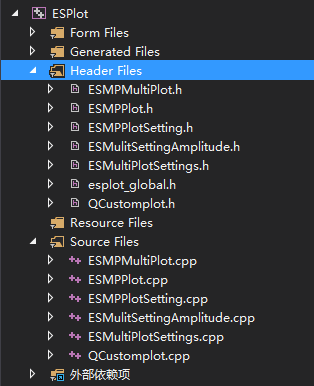 ESPlot
Form Files
Generated Files
Header Files
ESMPMultiPlot.h
ESMPPlot.h
ESMPPlotSetting.h
ESMulitSettingAmplitude.h
ESMultiPlotSettings.h
esplot_global.h
QCustomplot.h
Resource Files
Source Files
ESMPMultiPlot.cpp
ESMPPlot.cpp
ESMPPlotSetting.cpp
ESMulitSettingAmplitude.cpp
ESMultiPlotSettings.cpp
QCustomplot.cpp
外部依赖项